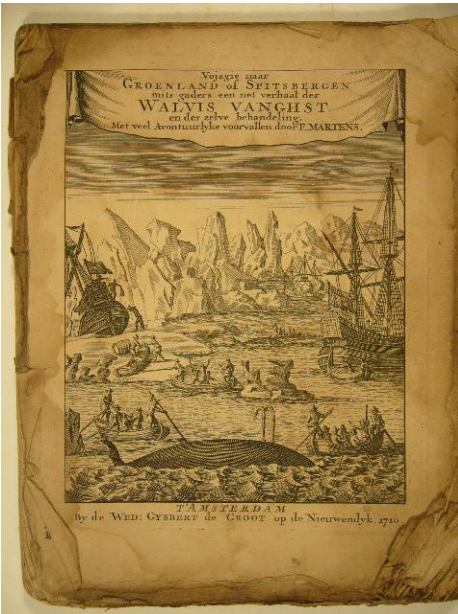 Vojagie naar
GROENLAND of SPITSBERGEN
mits gaders een net verhaal der
WALVIS VANGHST
en der zelve behandeling.
Met veel Avontuurlyke voorvallen door F. MARTENS.
T'AMSTERDAM
By de WED: GYSBERT de GROOT op de Nieuwendyk. 1710.